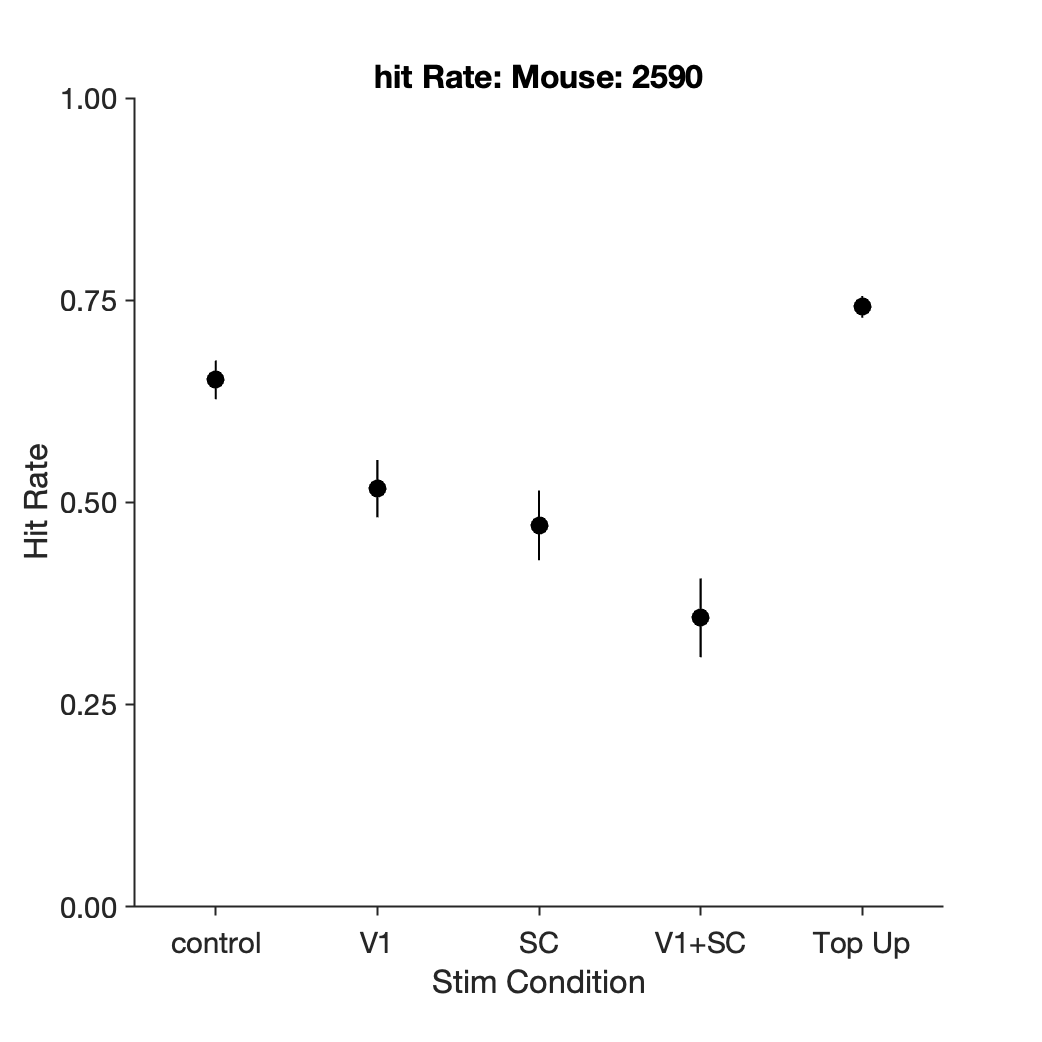 hit Rate: Mouse: 2590
1.00
0.75
0.50
0.25
0.00
Hit Rate
control V1 SC V1+SC Top Up
Stim Condition